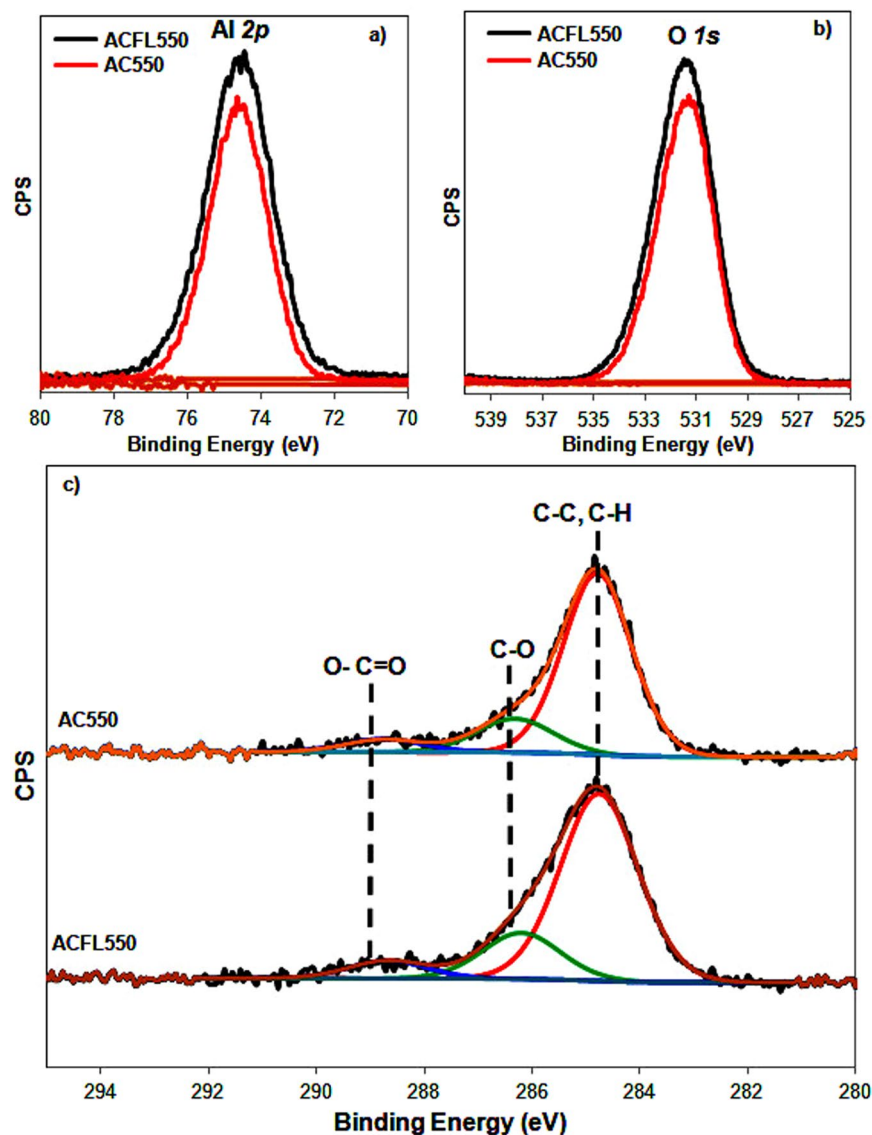 Al 2p
a)
ACFL550
AC550
CPS
80 78 76 74 72 70
Binding Energy (eV)
O 1s
b)
ACFL550
AC550
CPS
539 537 535 533 531 529 527 525
Binding Energy (eV)
c)
C-C, C-H
C-O
O- C=O
AC550
CPS
ACFL550
294 292 290 288 286 284 282 280
Binding Energy (eV)